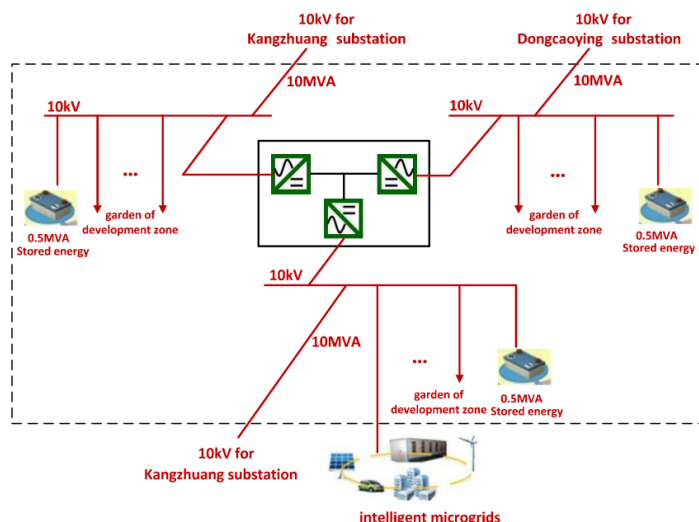 10kV for
Kangzhuang substation
10kV for
Dongcaoying substation
10MVA
10MVA
10kV
10kV
...
...
garden of
development zone
garden of
development zone
0.5MVA
Stored energy
0.5MVA
Stored energy
10kV
10MVA
...
garden of
development zone
0.5MVA
Stored energy
10kV for
Kangzhuang substation
intelligent microgrids